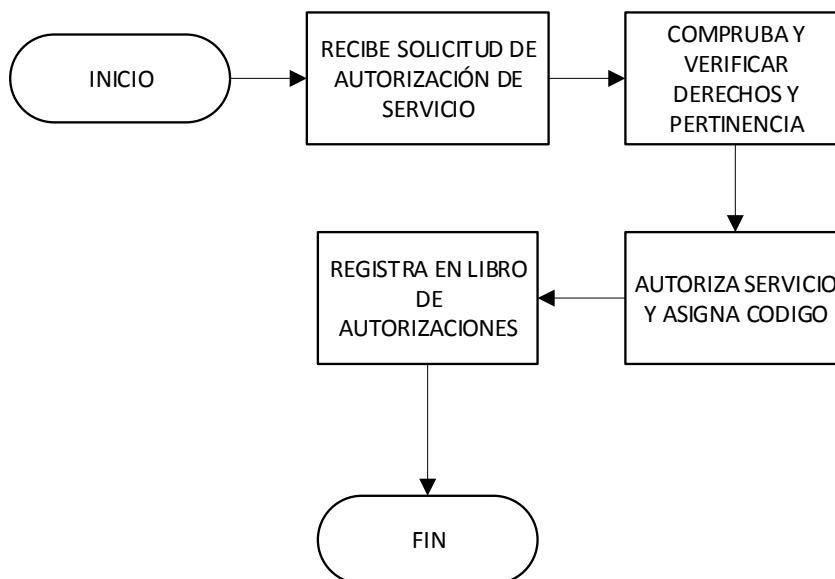 INICIO
RECIBE SOLICITUD DE
AUTORIZACIÓN DE
SERVICIO
COMPRUBA Y
VERIFICAR
DERECHOS Y
PERTINENCIA
AUTORIZA SERVICIO
Y ASIGNA CODIGO
REGISTRA EN LIBRO
DE
AUTORIZACIONES
FIN